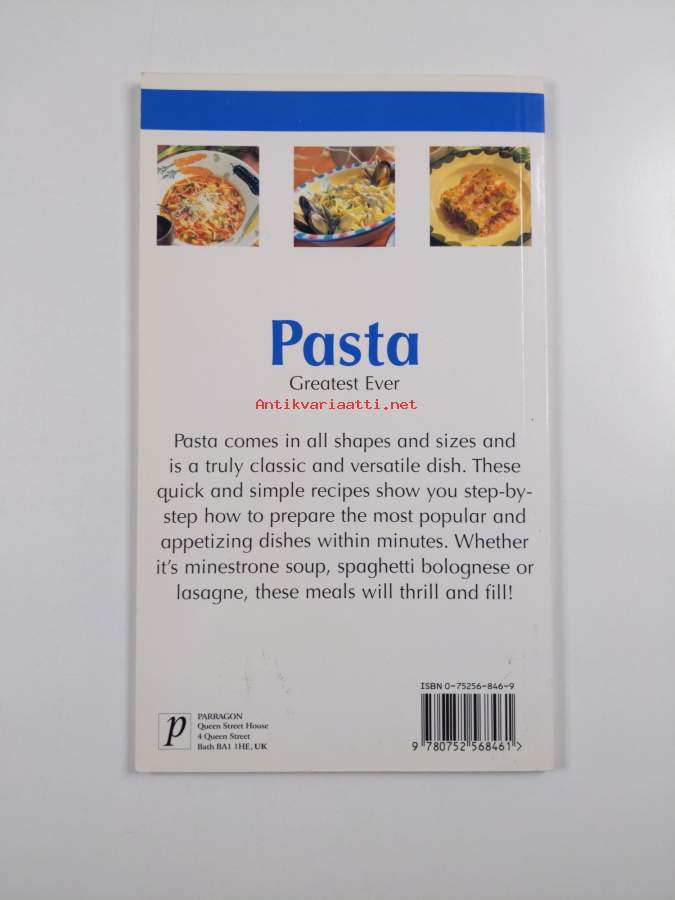 Pasta
Greatest Ever
Antikvariaatti.net
Pasta comes in all shapes and sizes and
is a truly classic and versatile dish. These
quick and simple recipes show you step-by-
step how to prepare the most popular and
appetizing dishes within minutes. Whether
it's minestrone soup, spaghetti bolognese or
lasagne, these meals will thrill and fill!
ISBN 0-75256-846-9
9 780752 568461 >
p
PARRAGON
Queen Street House
4 Queen Street
Bath BA1 1HE, UK